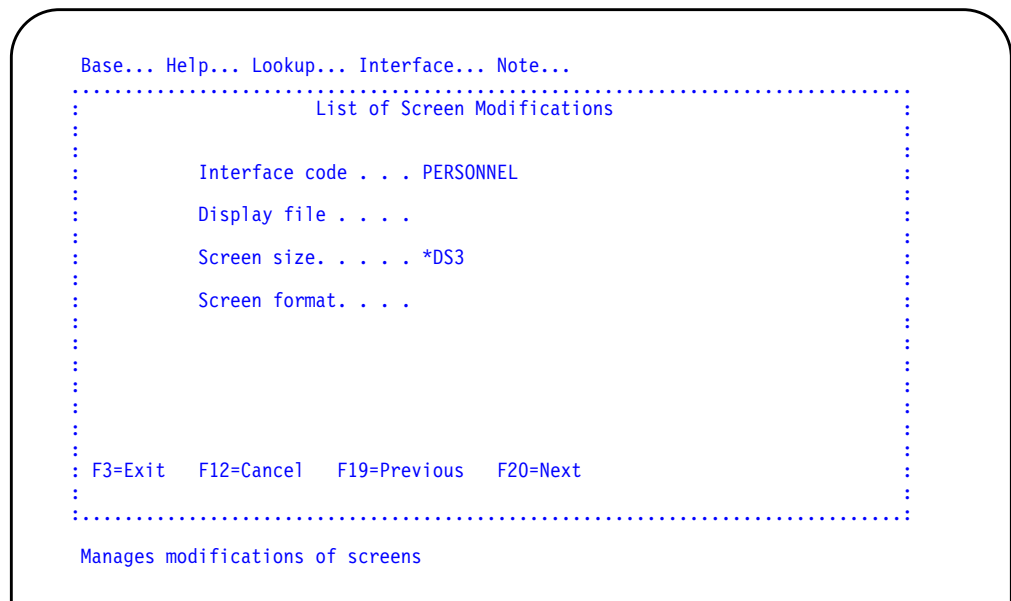 Base... Help... Lookup... Interface... Note...
List of Screen Modifications
Interface code . . . PERSONNEL
Display file . . . .
Screen size. . . . . *DS3
Screen format. . . .
F3=Exit   F12=Cancel   F19=Previous   F20=Next
Manages modifications of screens